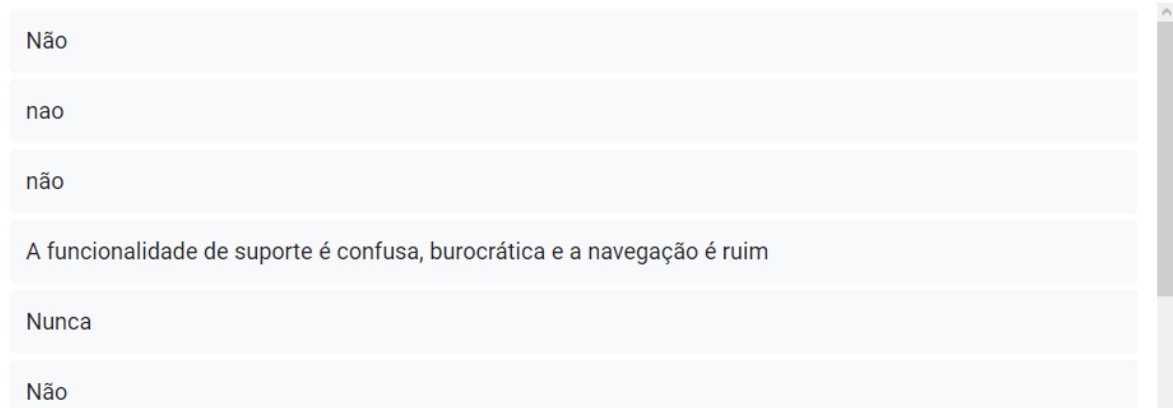 Não
nao
não
A funcionalidade de suporte é confusa, burocrática e a navegação é ruim
Nunca
Não